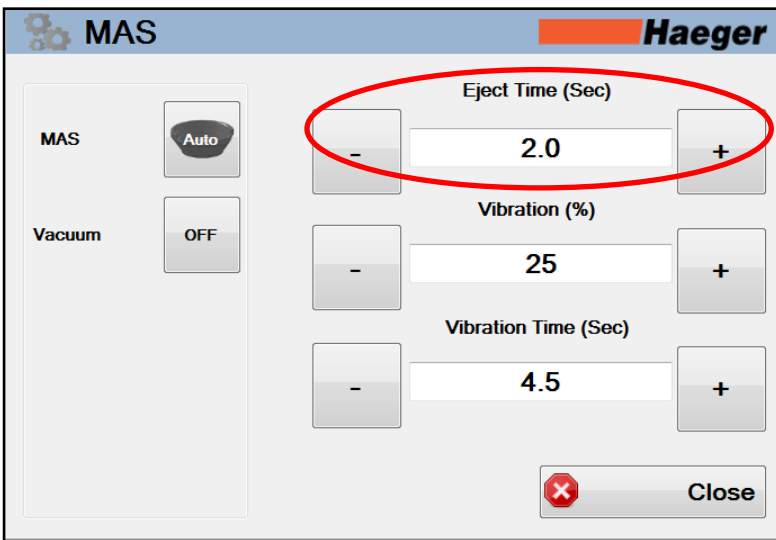 MAS
Haeger
MAS
Auto
Vacuum
OFF
Eject Time (Sec)
- 2.0 +
Vibration (%)
- 25 +
Vibration Time (Sec)
- 4.5 +
Close